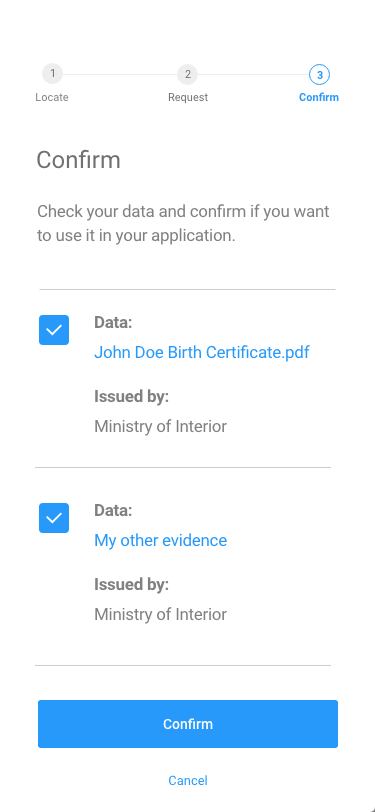 1
2
3
Locate
Request
Confirm
Confirm
Check your data and confirm if you want
to use it in your application.
Data:
John Doe Birth Certificate.pdf
Issued by:
Ministry of Interior
Data:
My other evidence
Issued by:
Ministry of Interior
Confirm
Cancel